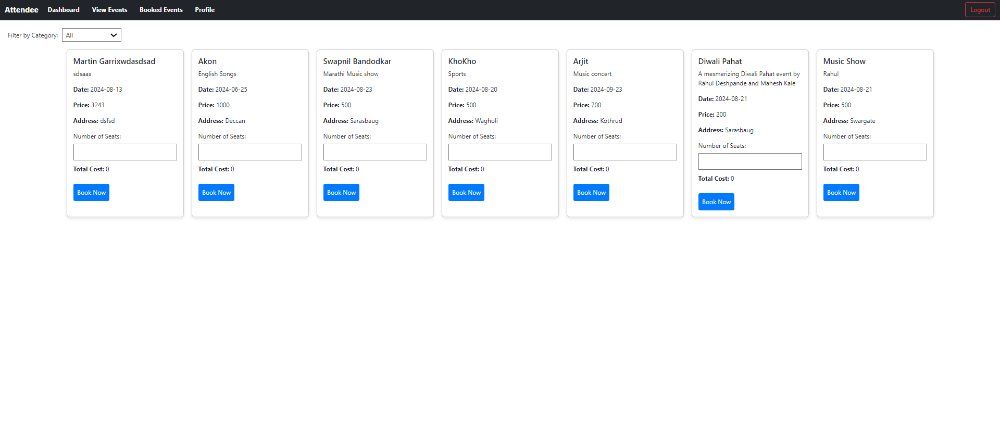 Attendee Dashboard View Events Booked Events Profile Logout
Filter by Category: All
Martin Garrixwdasdsad
sdsaas
Date: 2024-08-13
Price: 3243
Address: dsfsd
Number of Seats:
Total Cost: 0
Book Now
Akon
English Songs
Date: 2024-06-25
Price: 1000
Address: Deccan
Number of Seats:
Total Cost: 0
Book Now
Swapnil Bandodkar
Marathi Music show
Date: 2024-08-23
Price: 500
Address: Sarasbaug
Number of Seats:
Total Cost: 0
Book Now
KhoKho
Sports
Date: 2024-08-20
Price: 500
Address: Wagholi
Number of Seats:
Total Cost: 0
Book Now
Arjit
Music concert
Date: 2024-09-23
Price: 700
Address: Kothrud
Number of Seats:
Total Cost: 0
Book Now
Diwali Pahat
A mesmerizing Diwali Pahat event by
Rahul Deshpande and Mahesh Kale
Date: 2024-08-21
Price: 200
Address: Sarasbaug
Number of Seats:
Total Cost: 0
Book Now
Music Show
Rahul
Date: 2024-08-21
Price: 500
Address: Swargate
Number of Seats:
Total Cost: 0
Book Now